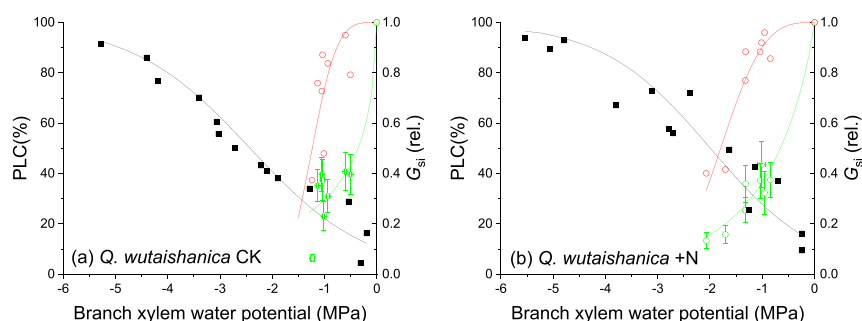 100
80
60
40
20
0
PLC(%)
1.0
0.8
0.6
0.4
0.2
0.0
Gsi (rel.)
(a) Q. wutaishanica CK
-6 -5 -4 -3 -2 -1 0
Branch xylem water potential (MPa)
100
80
60
40
20
0
PLC(%)
1.0
0.8
0.6
0.4
0.2
0.0
Gsi (rel.)
(b) Q. wutaishanica +N
-6 -5 -4 -3 -2 -1 0
Branch xylem water potential (MPa)